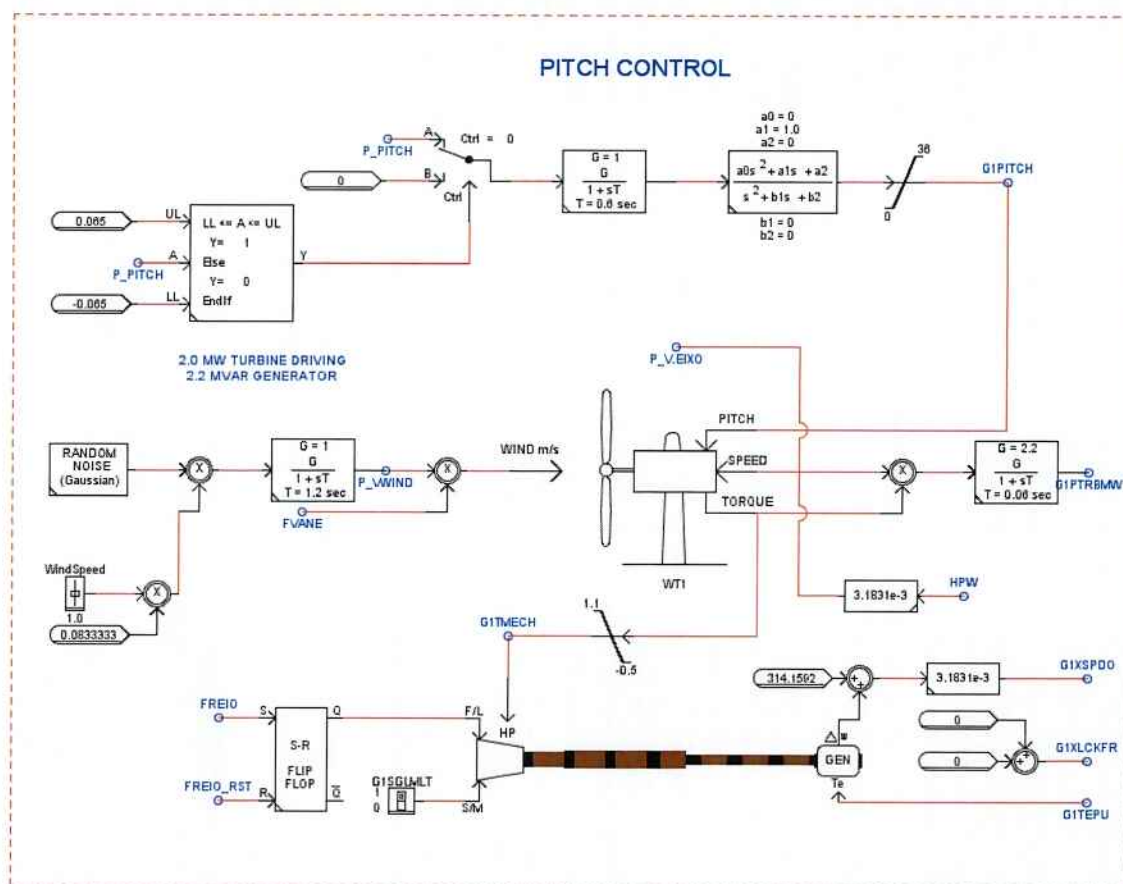 PITCH CONTROL
a0 = 0
a1 = 1.0
a2 = 0
P_PITCH
A
Ctrl = 0
G = 1
G
1 + sT
T = 0.6 sec
a0s² + a1s + a2
s² + b1s + b2
36
0
G1PITCH
0
B
Ctrl
b1 = 0
b2 = 0
0.065
UL
LL <= A <= UL
Y= 1
Else
Y= 0
EndIf
A
P_PITCH
Y
-0.065
LL
2.0 MW TURBINE DRIVING
2.2 MVAR GENERATOR
P_V.EIXO
PITCH
RANDOM
NOISE
(Gaussian)
X
G = 1
G
1 + sT
T = 1.2 sec
P_VWIND
X
WIND m/s
SPEED
X
G = 2.2
G
1 + sT
T = 0.06 sec
G1PTRBMW
FVANE
TORQUE
WindSpeed
1.0
X
0.0833333
WT1
3.1831e-3
HPW
1.1
-0.5
G1TMECH
314.1592
+
+
3.1831e-3
G1XSPDO
FREIO
S
Q
S-R
FLIP
FLOP
F/L
HP
GEN
Te
0
0
+
+
G1XLCKFR
FREIO_RST
R
Q
1
0
S/M
G1TEPU